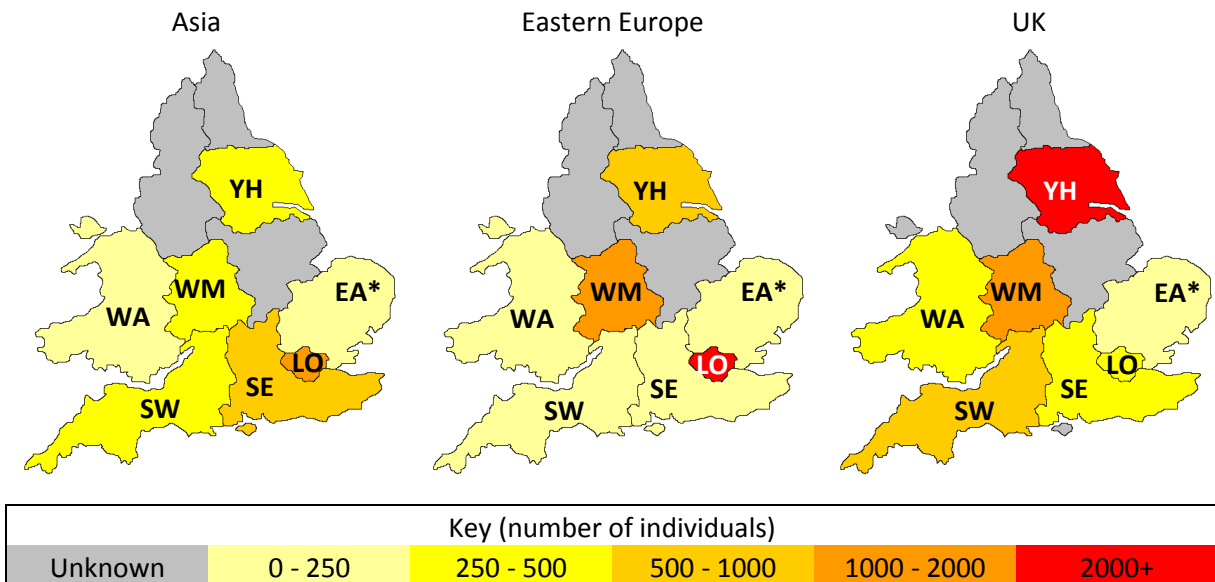 Asia
Eastern Europe
UK
YH
WM
EA*
WA
LO
SE
SW
YH
WM
EA*
WA
LO
SE
SW
YH
WM
EA*
WA
LO
SE
SW
Key (number of individuals)
Unknown 0 - 250 250 - 500 500 - 1000 1000 - 2000 2000+